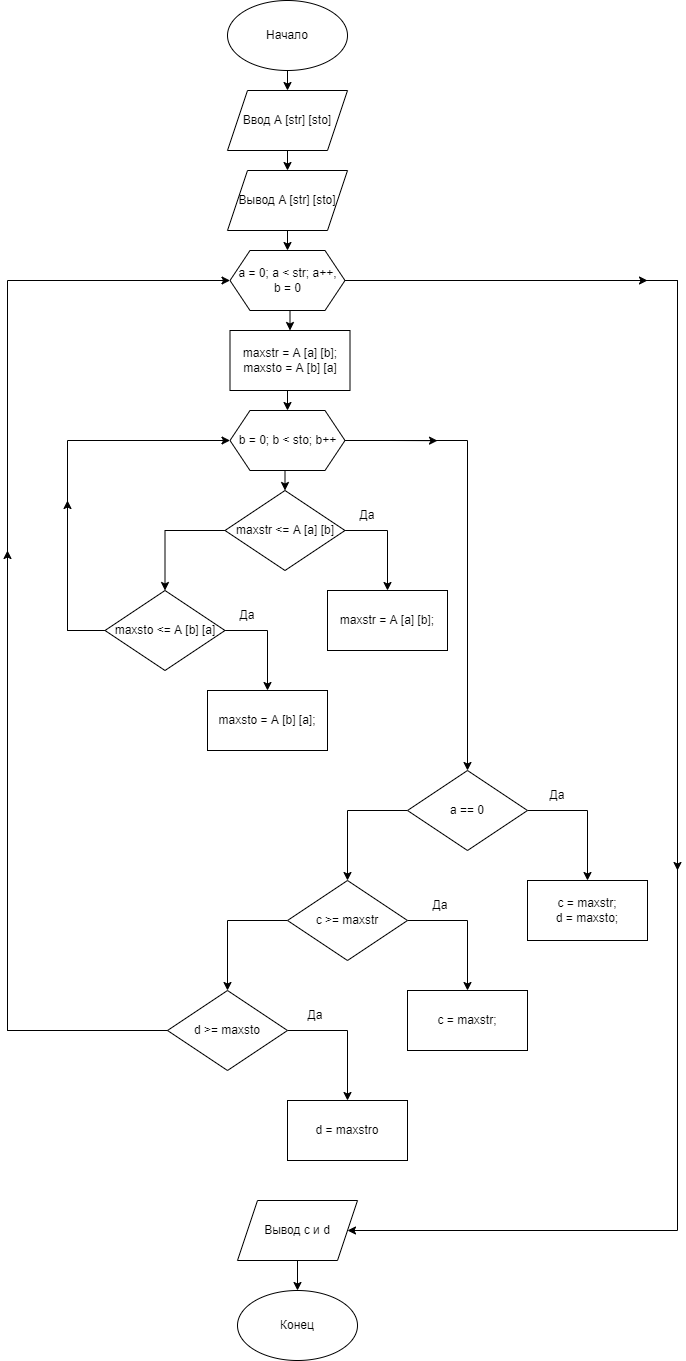 Начало
Ввод A [str] [sto]
Вывод A [str] [sto]
a = 0; a < str; a++,
b = 0
maxstr = A [a] [b];
maxsto = A [b] [a]
b = 0; b < sto; b++
maxstr <= A [a] [b]
Да
maxstr = A [a] [b];
maxsto <= A [b] [a]
Да
maxsto = A [b] [a];
a == 0
Да
c = maxstr;
d = maxsto;
c >= maxstr
Да
c = maxstr;
d >= maxsto
Да
d = maxstro
Вывод c и d
Конец